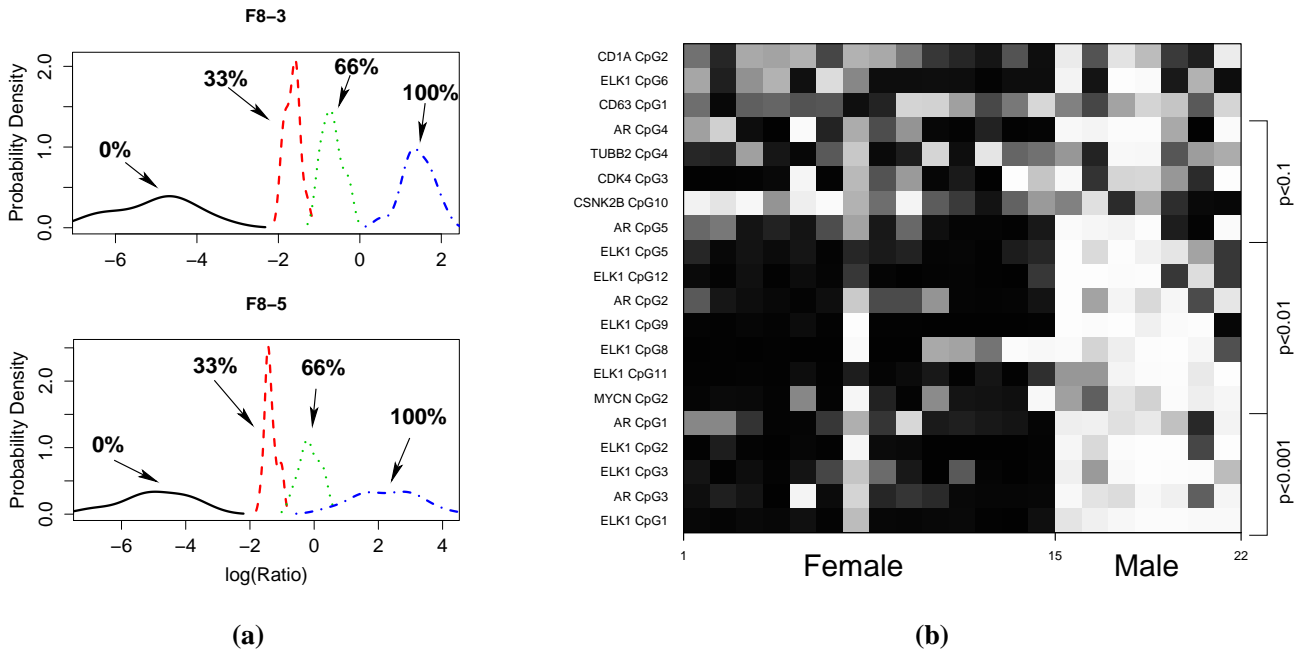 F8−3
Probability Density
0.0 1.0 2.0
0%
33%
66%
100%
−6 −4 −2 0 2
F8−5
Probability Density
0.0 1.0 2.0
0%
33%
66%
100%
−6 −4 −2 0 2 4
log(Ratio)
(a)
CD1A CpG2
ELK1 CpG6
CD63 CpG1
AR CpG4
TUBB2 CpG4
CDK4 CpG3
CSNK2B CpG10
AR CpG5
ELK1 CpG5
ELK1 CpG12
AR CpG2
ELK1 CpG9
ELK1 CpG8
ELK1 CpG11
MYCN CpG2
AR CpG1
ELK1 CpG2
ELK1 CpG3
AR CpG3
ELK1 CpG1
p<0.1
p<0.01
p<0.001
1 15 22
Female Male
(b)